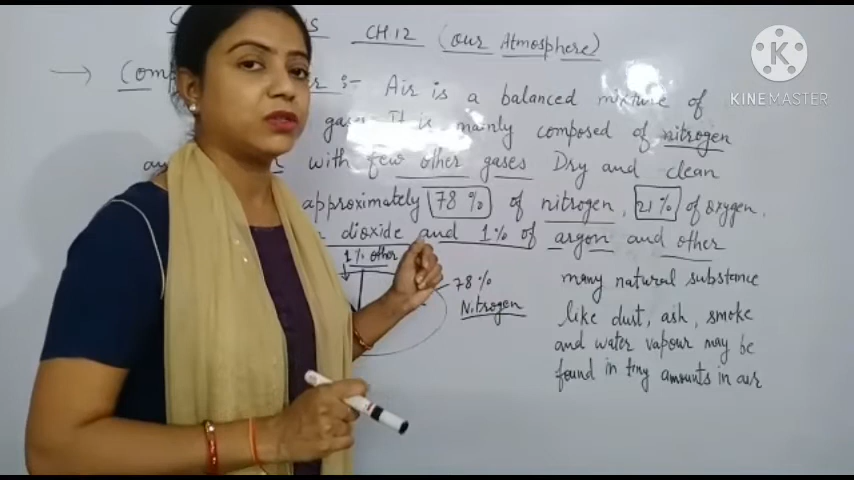 CH 12 (our Atmosphere)
:- Air is a balanced mixture of
gases It is mainly composed of nitrogen
with few other gases Dry and clean
approximately 78 % of nitrogen, 21 % of oxygen,
dioxide and 1% of argon and other
1% other
78 %
Nitrogen
many natural substance
like dust, ash, smoke
and water vapour may be
found in tiny amounts in air
K
KINEMASTER